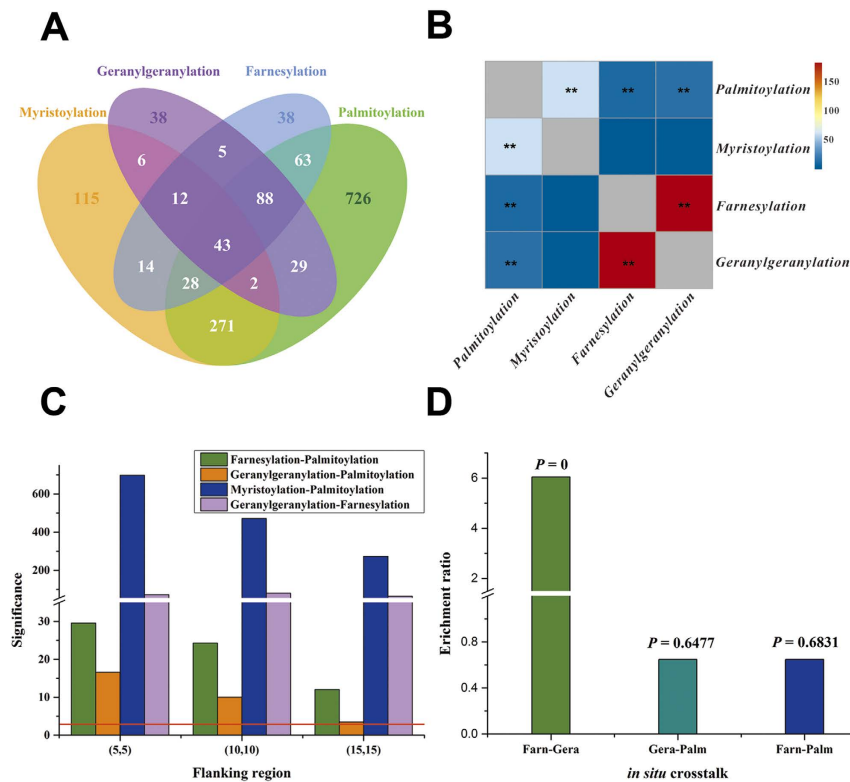 A
Geranylgeranylation
Farnesylation
Myristoylation
Palmitoylation
38
38
6
5
63
115
12
88
726
43
14
28
2
29
271
B
150
100
50
** ** **
Palmitoylation
**
Myristoylation
** **
Farnesylation
** **
Geranylgeranylation
Palmitoylation
Myristoylation
Farnesylation
Geranylgeranylation
C
Farnesylation-Palmitoylation
Geranylgeranylation-Palmitoylation
Myristoylation-Palmitoylation
Geranylgeranylation-Farnesylation
Significance
600
400
200
30
20
10
0
(5,5)
(10,10)
(15,15)
Flanking region
D
P = 0
P = 0.6477
P = 0.6831
Enrichment ratio
6
4
2
0.8
0.4
0.0
Farn-Gera
Gera-Palm
Farn-Palm
in situ crosstalk